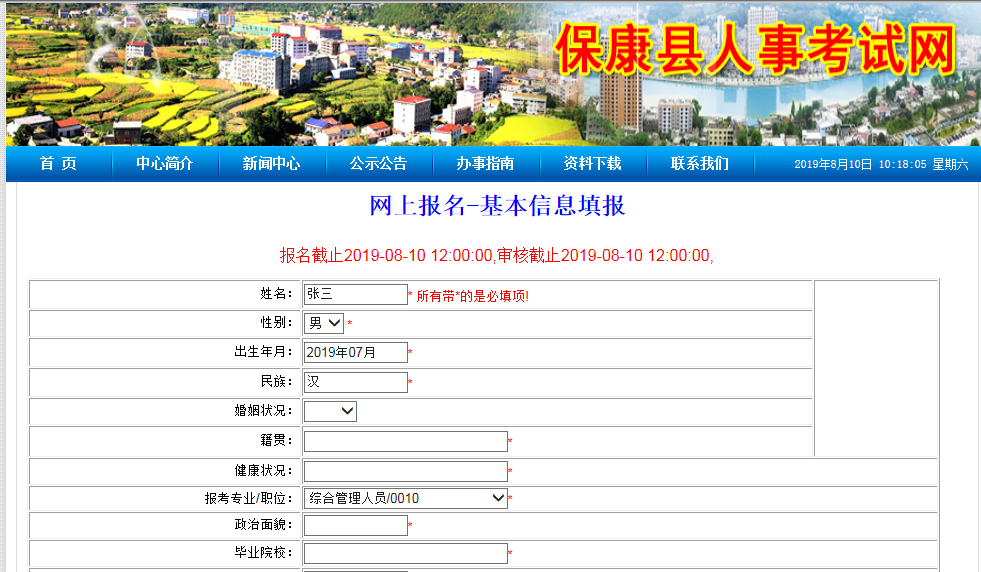 保康县人事考试网
首 页 中心简介 新闻中心 公示公告 办事指南 资料下载 联系我们 2019年8月10日 10:18:05 星期六
网上报名-基本信息填报
报名截止2019-08-10 12:00:00,审核截止2019-08-10 12:00:00,
姓名: 张三 * 所有带*的是必填项!
性别: 男 *
出生年月: 2019年07月 *
民族: 汉 *
婚姻状况:
籍贯: *
健康状况: *
报考专业/职位: 综合管理人员/0010 *
政治面貌: *
毕业院校: *